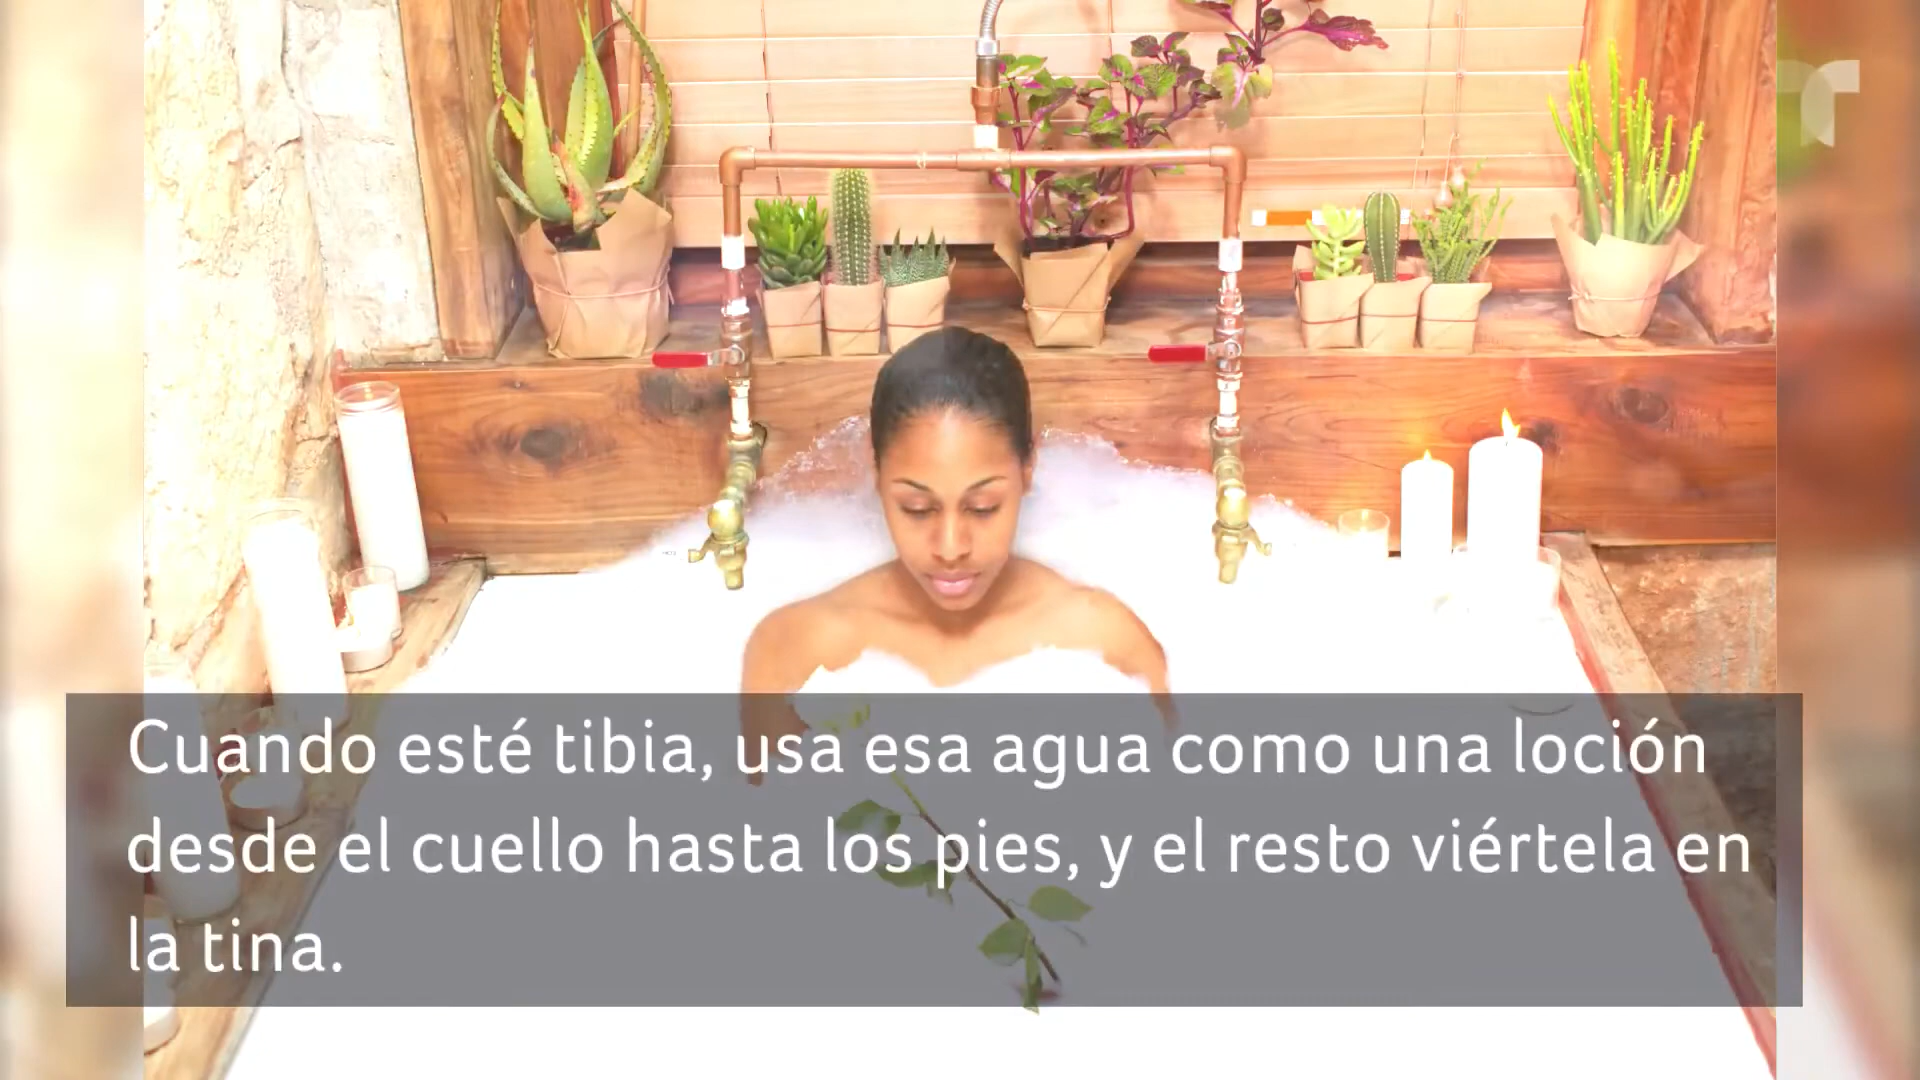 Cuando esté tibia, usa esa agua como una loción
desde el cuello hasta los pies, y el resto viértela en
la tina.